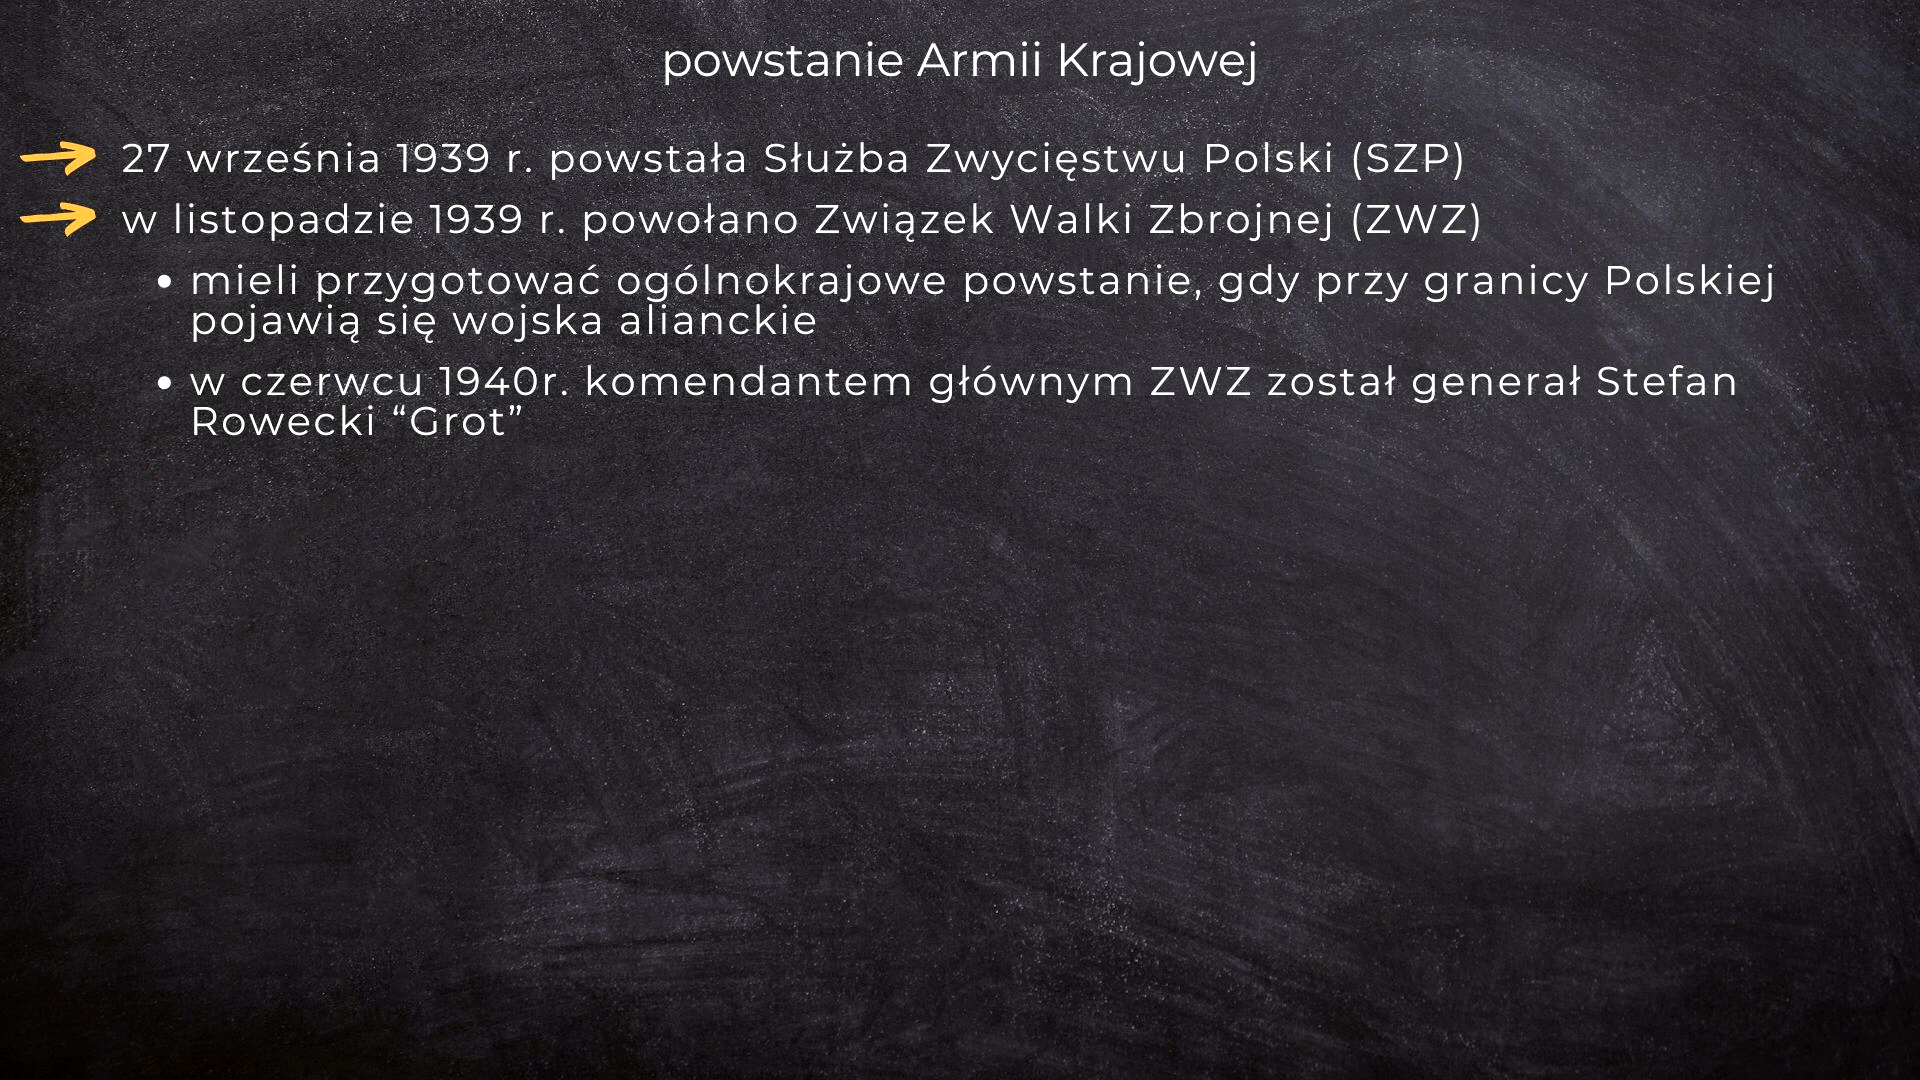 powstanie Armii Krajowej
27 września 1939 r. powstała Służba Zwycięstwu Polski (SZP)
w listopadzie 1939 r. powołano Związek Walki Zbrojnej (ZWZ)
• mieli przygotować ogólnokrajowe powstanie, gdy przy granicy Polskiej
pojawią się wojska alianckie
• w czerwcu 1940r. komendantem głównym ZWZ został generał Stefan
Rowecki “Grot”